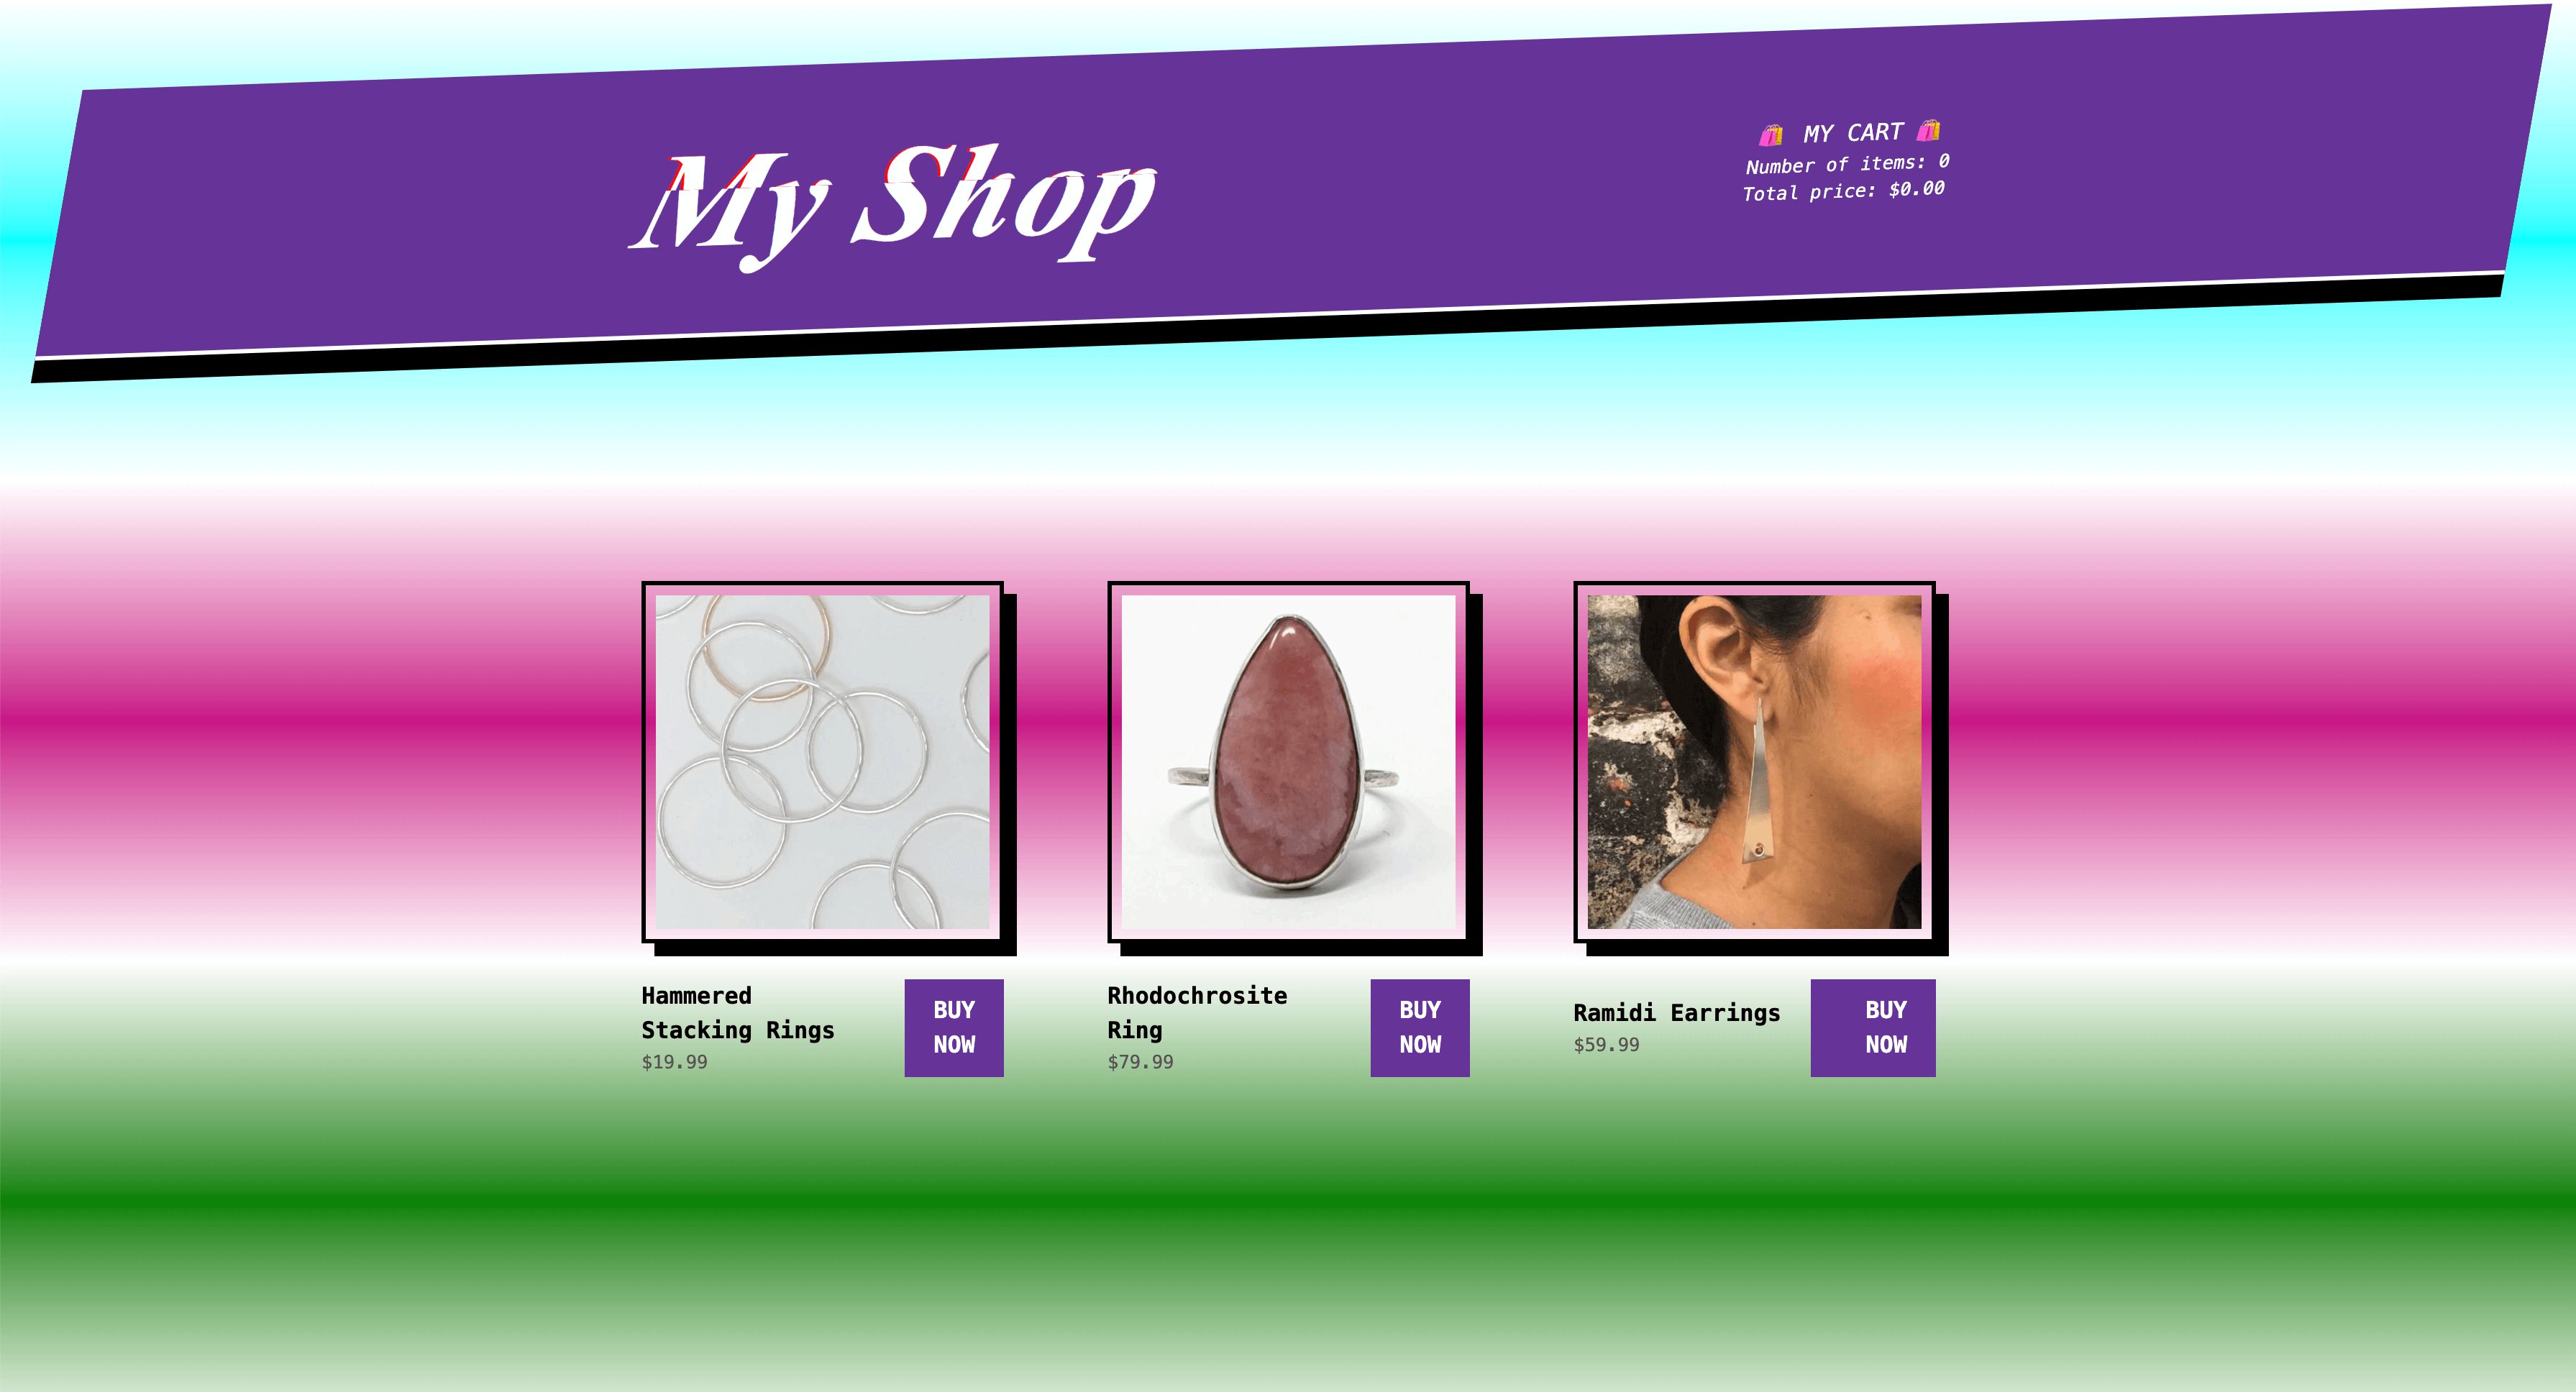 My Shop
🛍️ MY CART 🛍️
Number of items: 0
Total price: $0.00
Hammered
Stacking Rings
$19.99
BUY
NOW
Rhodochrosite
Ring
$79.99
BUY
NOW
Ramidi Earrings
$59.99
BUY
NOW